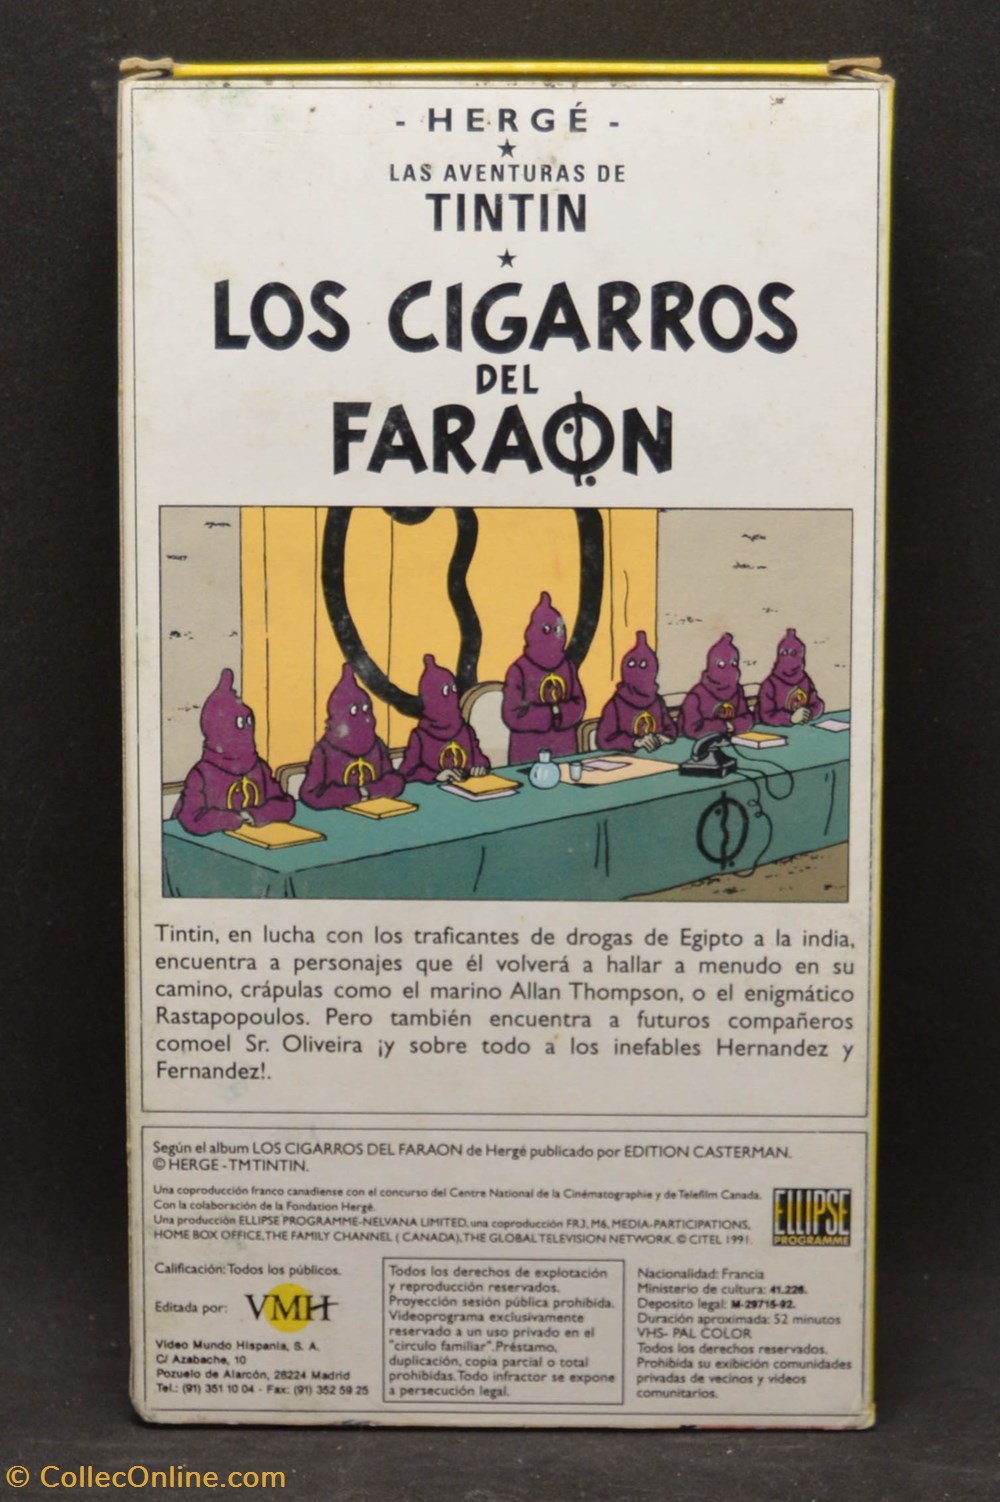 - HERGÉ -
LAS AVENTURAS DE
TINTIN
LOS CIGARROS
DEL
FARAON
Tintin, en lucha con los traficantes de drogas de Egipto a la india,
encuentra a personajes que él volverá a hallar a menudo en su
camino, crápulas como el marino Allan Thompson, o el enigmático
Rastapopoulos. Pero también encuentra a futuros compañeros
comoel Sr. Oliveira ¡y sobre todo a los inefables Hernandez y
Fernandez!.
Según el album LOS CIGARROS DEL FARAON de Hergé publicado por EDITION CASTERMAN.
© HERGE - TMTINTIN.
Una coproducción franco canadiense con el concurso del Centre National de la Cinématographie y de Telefilm Canada.
Con la colaboración de la Fondation Hergé.
Una producción ELLIPSE PROGRAMME-NELVANA LIMITED, una coproducción FR3, M6, MEDIA-PARTICIPATIONS,
HOME BOX OFFICE, THE FAMILY CHANNEL ( CANADA), THE GLOBAL TELEVISION NETWORK. © CITEL 1991.
ELLIPSE
PROGRAMME
Calificación: Todos los públicos.
Editada por: VMH
Video Mundo Hispania, S. A.
C/ Azabache, 10
Pozuelo de Alarcón, 28224 Madrid
Tel.: (91) 351 10 04 - Fax: (91) 352 59 25
Todos los derechos de explotación
y reproducción reservados.
Proyección sesión pública prohibida.
Videoprograma exclusivamente
reservado a un uso privado en el
"circulo familiar". Préstamo,
duplicación, copia parcial o total
prohibidas. Todo infractor se expone
a persecución legal.
Nacionalidad: Francia
Ministerio de cultura: 41.226.
Deposito legal: M-29715-92.
Duración aproximada: 52 minutos
VHS- PAL COLOR
Todos los derechos reservados.
Prohibida su exibición comunidades
privadas de vecinos y videos
comunitarios.
© CollecOnline.com